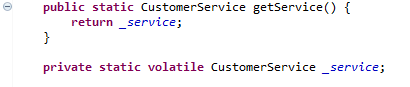 public static CustomerService getService() {
    return _service;
}
private static volatile CustomerService _service;